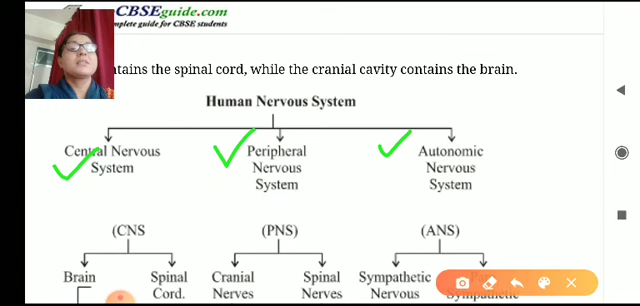 CBSEguide.com
mplete guide for CBSE students
tains the spinal cord, while the cranial cavity contains the brain.
Human Nervous System
Central Nervous System
Peripheral Nervous System
Autonomic Nervous System
(CNS
(PNS)
(ANS)
Brain
Spinal Cord.
Cranial Nerves
Spinal Nerves
Sympathetic Nervous
Sympathetic